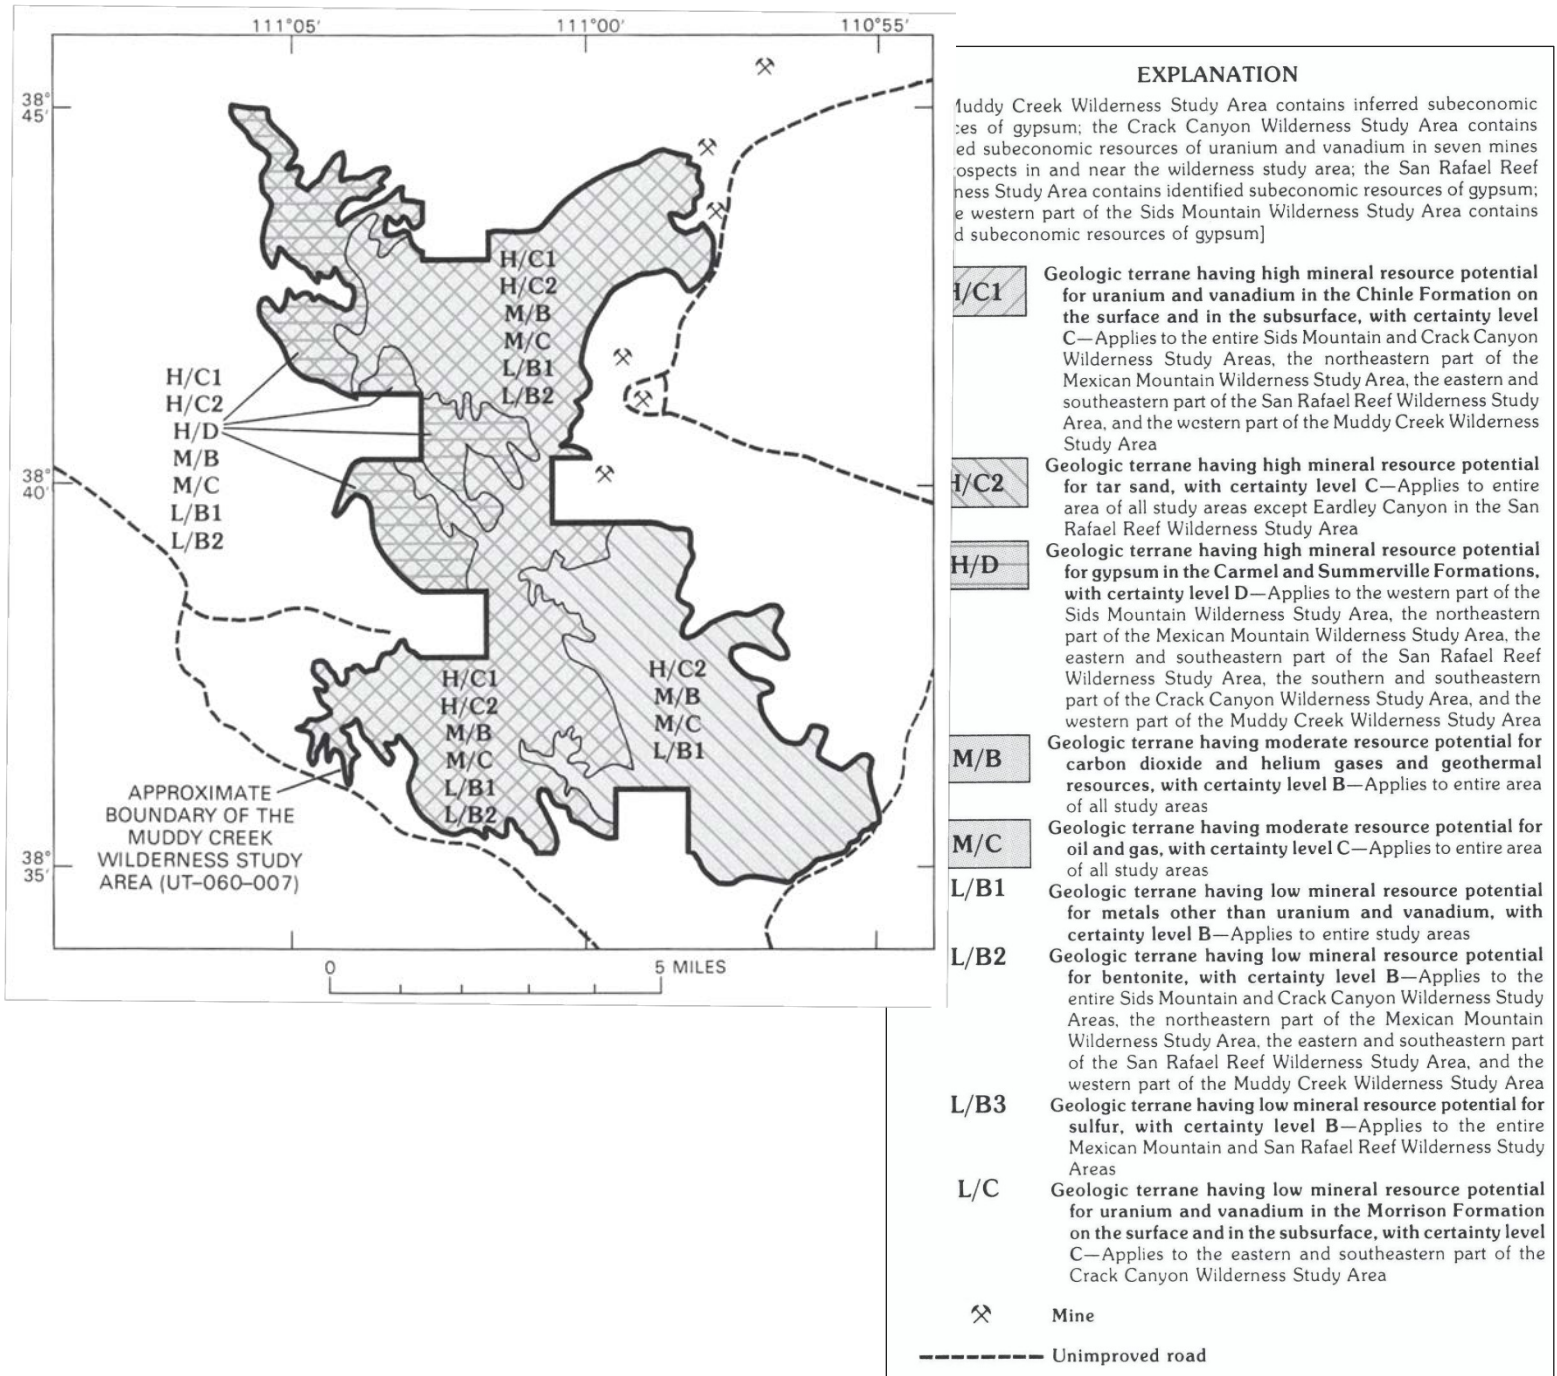 111°05′ 111°00′ 110°55′
38°
45′
H/C1
H/C2
M/B
M/C
L/B1
L/B2
H/C1
H/C2
H/D
M/B
M/C
L/B1
L/B2
38°
40′
H/C1
H/C2
M/B
M/C
L/B1
L/B2
H/C2
M/B
M/C
L/B1
APPROXIMATE
BOUNDARY OF THE
MUDDY CREEK
WILDERNESS STUDY
AREA (UT–060–007)
38°
35′
0 5 MILES
EXPLANATION
Muddy Creek Wilderness Study Area contains inferred subeconomic
of gypsum; the Crack Canyon Wilderness Study Area contains
subeconomic resources of uranium and vanadium in seven mines
in and near the wilderness study area; the San Rafael Reef
Study Area contains identified subeconomic resources of gypsum;
western part of the Sids Mountain Wilderness Study Area contains
subeconomic resources of gypsum]
H/C1 Geologic terrane having high mineral resource potential
for uranium and vanadium in the Chinle Formation on
the surface and in the subsurface, with certainty level
C—Applies to the entire Sids Mountain and Crack Canyon
Wilderness Study Areas, the northeastern part of the
Mexican Mountain Wilderness Study Area, the eastern and
southeastern part of the San Rafael Reef Wilderness Study
Area, and the western part of the Muddy Creek Wilderness
Study Area
H/C2 Geologic terrane having high mineral resource potential
for tar sand, with certainty level C—Applies to entire
area of all study areas except Eardley Canyon in the San
Rafael Reef Wilderness Study Area
H/D Geologic terrane having high mineral resource potential
for gypsum in the Carmel and Summerville Formations,
with certainty level D—Applies to the western part of the
Sids Mountain Wilderness Study Area, the northeastern
part of the Mexican Mountain Wilderness Study Area, the
eastern and southeastern part of the San Rafael Reef
Wilderness Study Area, the southern and southeastern
part of the Crack Canyon Wilderness Study Area, and the
western part of the Muddy Creek Wilderness Study Area
M/B Geologic terrane having moderate resource potential for
carbon dioxide and helium gases and geothermal
resources, with certainty level B—Applies to entire area
of all study areas
M/C Geologic terrane having moderate resource potential for
oil and gas, with certainty level C—Applies to entire area
of all study areas
L/B1 Geologic terrane having low mineral resource potential
for metals other than uranium and vanadium, with
certainty level B—Applies to entire study areas
L/B2 Geologic terrane having low mineral resource potential
for bentonite, with certainty level B—Applies to the
entire Sids Mountain and Crack Canyon Wilderness Study
Areas, the northeastern part of the Mexican Mountain
Wilderness Study Area, the eastern and southeastern part
of the San Rafael Reef Wilderness Study Area, and the
western part of the Muddy Creek Wilderness Study Area
L/B3 Geologic terrane having low mineral resource potential for
sulfur, with certainty level B—Applies to the entire
Mexican Mountain and San Rafael Reef Wilderness Study
Areas
L/C Geologic terrane having low mineral resource potential
for uranium and vanadium in the Morrison Formation
on the surface and in the subsurface, with certainty level
C—Applies to the eastern and southeastern part of the
Crack Canyon Wilderness Study Area
Mine
Unimproved road